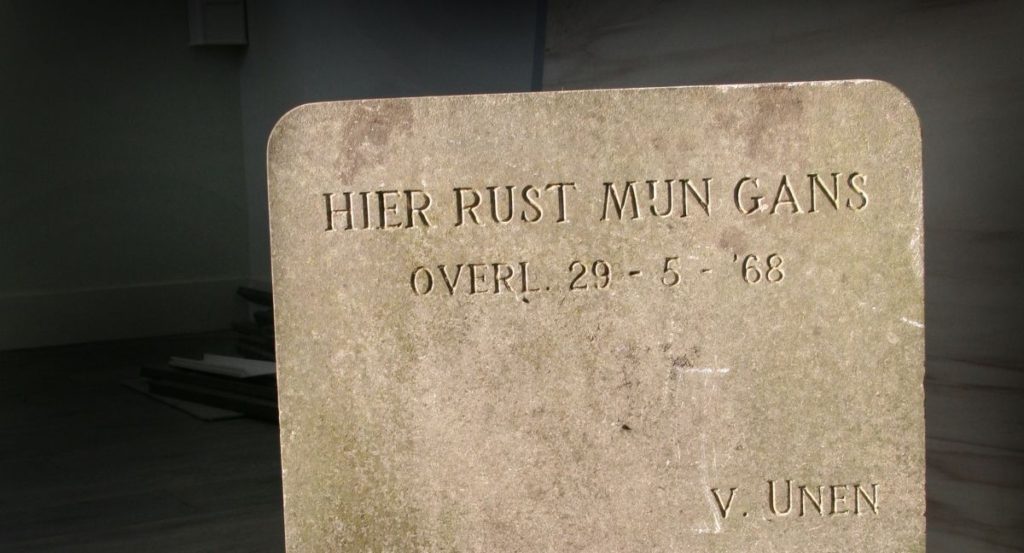 HIER RUST MIJN GANS
OVERL. 29 - 5 - '68
V. UNEN